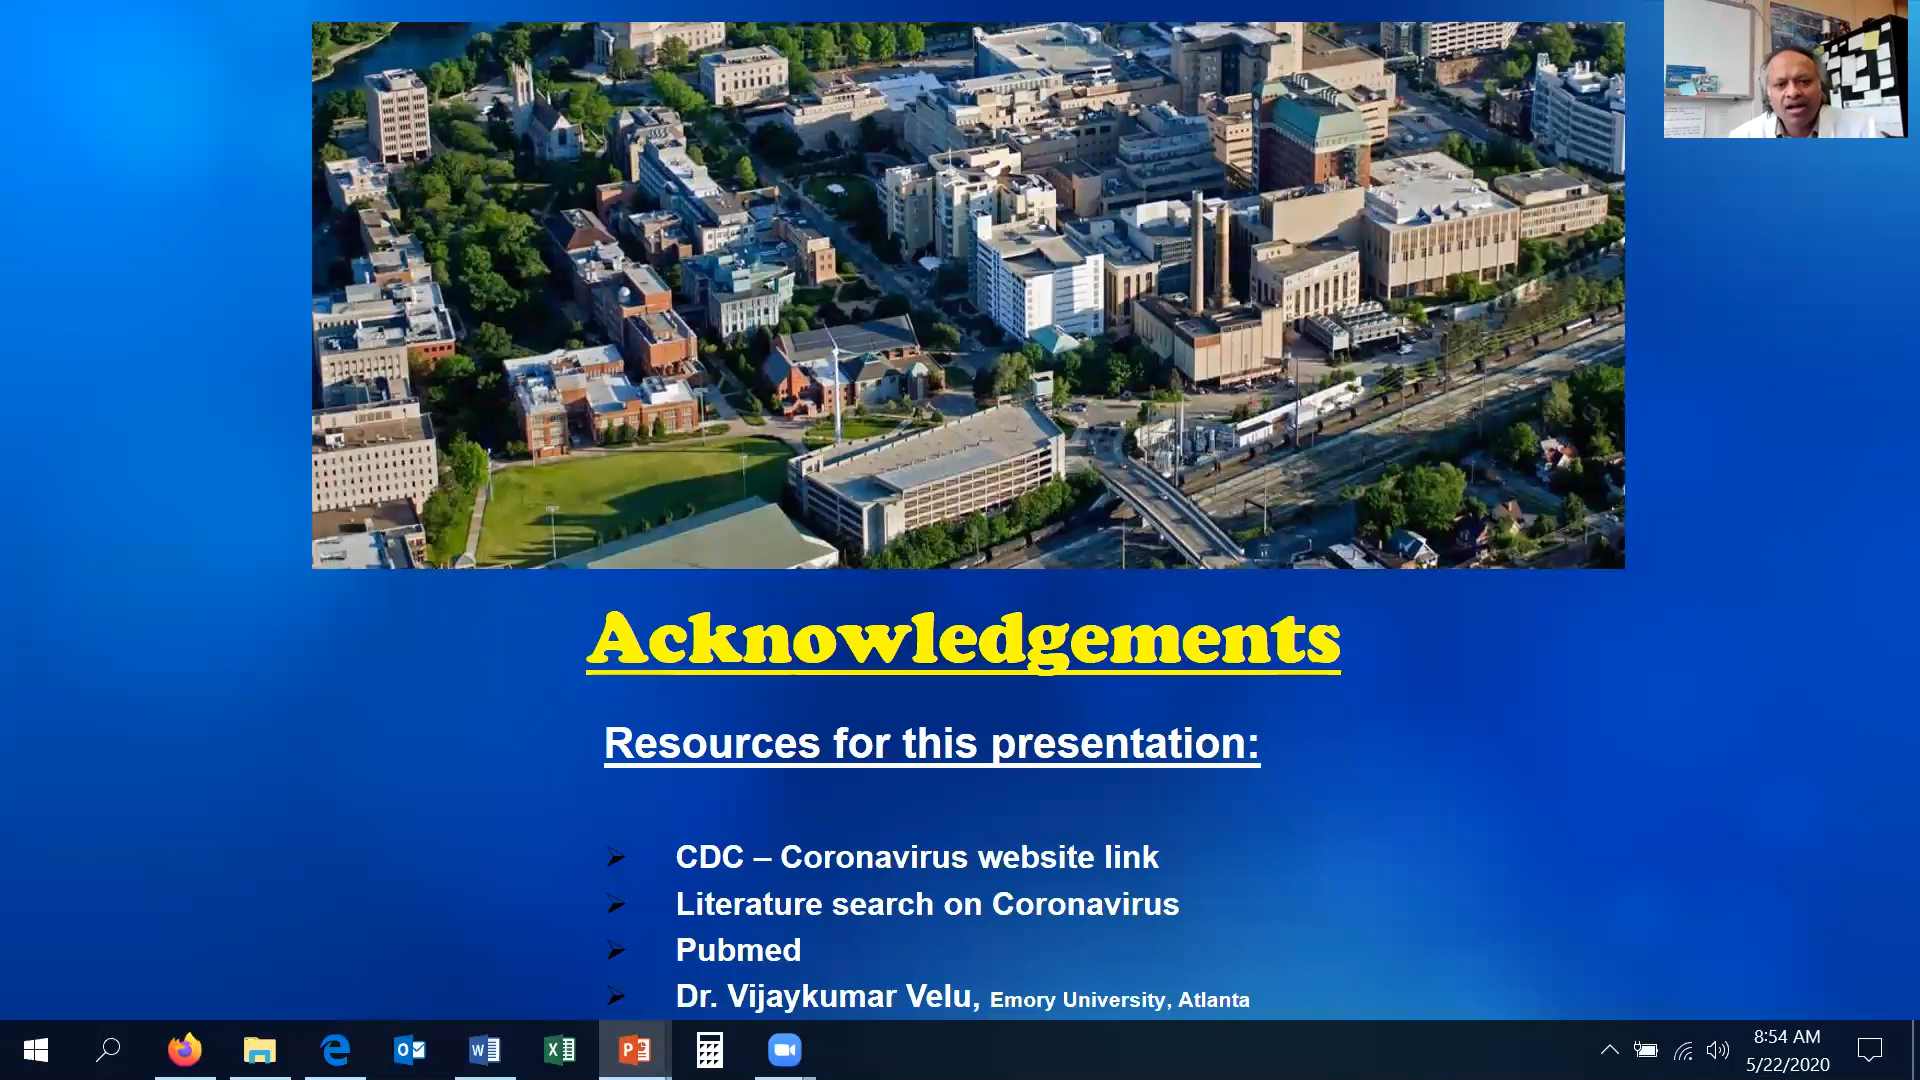 Acknowledgements
Resources for this presentation:
CDC – Coronavirus website link
Literature search on Coronavirus
Pubmed
Dr. Vijaykumar Velu, Emory University, Atlanta
8:54 AM
5/22/2020